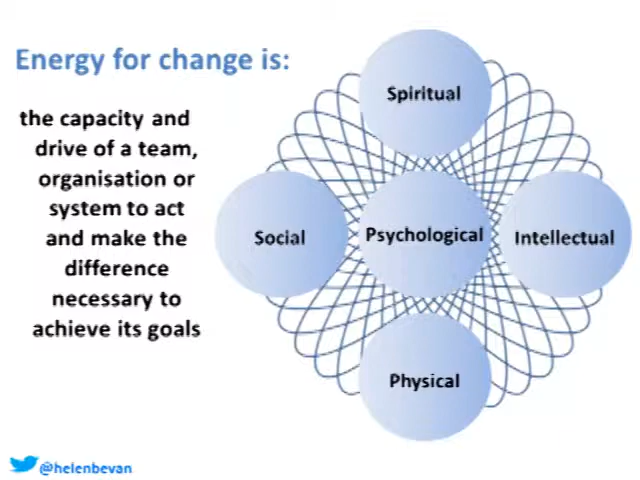 Energy for change is:
the capacity and
drive of a team,
organisation or
system to act
and make the
difference
necessary to
achieve its goals
Spiritual
Social
Psychological
Intellectual
Physical
@helenbevan